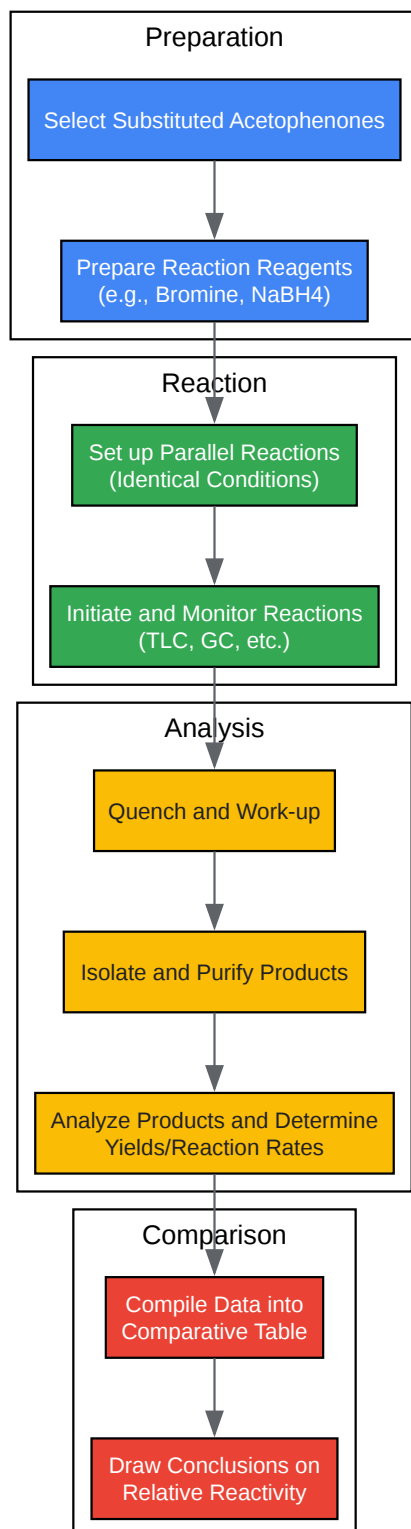 Preparation
Select Substituted Acetophenones
Prepare Reaction Reagents
(e.g., Bromine, NaBH4)
Reaction
Set up Parallel Reactions
(Identical Conditions)
Initiate and Monitor Reactions
(TLC, GC, etc.)
Analysis
Quench and Work-up
Isolate and Purify Products
Analyze Products and Determine
Yields/Reaction Rates
Comparison
Compile Data into
Comparative Table
Draw Conclusions on
Relative Reactivity